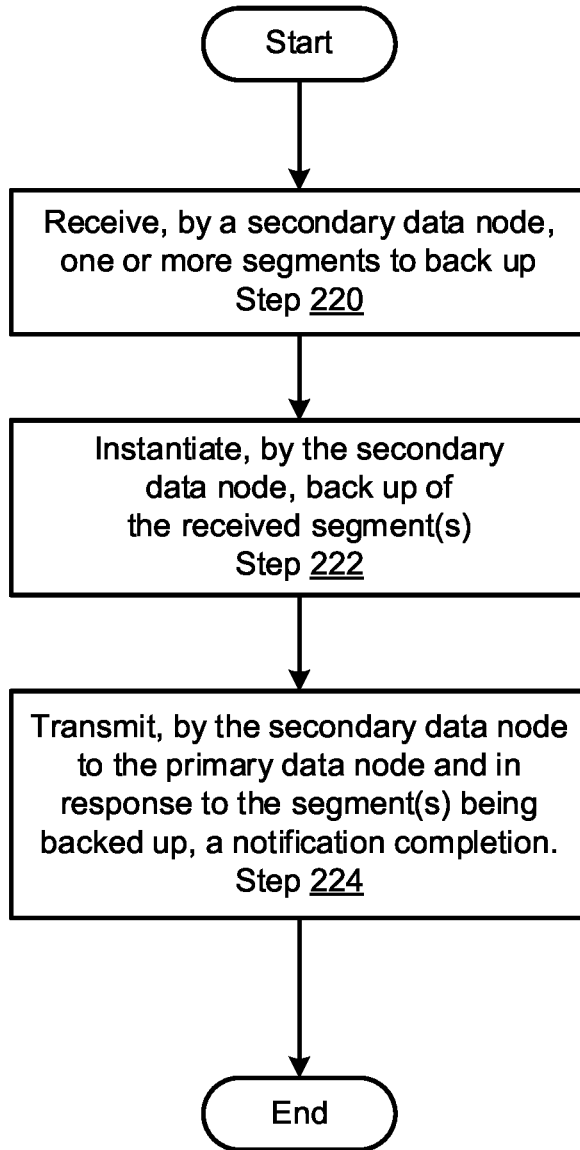 Start
Receive, by a secondary data node,
one or more segments to back up
Step 220
Instantiate, by the secondary
data node, back up of
the received segment(s)
Step 222
Transmit, by the secondary data node
to the primary data node and in
response to the segment(s) being
backed up, a notification completion.
Step 224
End